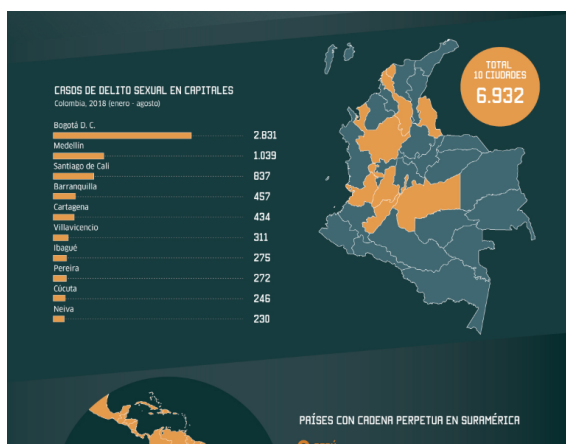 CASOS DE DELITO SEXUAL EN CAPITALES
Colombia, 2018 (enero - agosto)
TOTAL
10 CIUDADES
6.932
Bogotá D. C.
2.831
Medellín
1.039
Santiago de Cali
837
Barranquilla
457
Cartagena
434
Villavicencio
311
Ibagué
275
Pereira
272
Cúcuta
246
Neiva
230
PAÍSES CON CADENA PERPETUA EN SURAMÉRICA